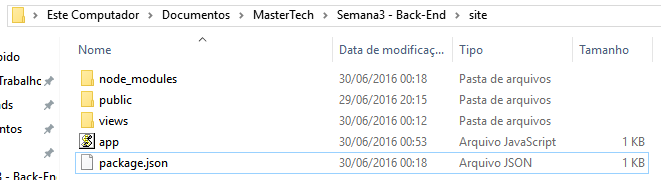 > Este Computador > Documentos > MasterTech > Semana3 - Back-End > site
Nome Data de modificaç... Tipo Tamanho
node_modules 30/06/2016 00:18 Pasta de arquivos
public 29/06/2016 20:15 Pasta de arquivos
views 30/06/2016 00:12 Pasta de arquivos
app 30/06/2016 00:53 Arquivo JavaScript 1 KB
package.json 30/06/2016 00:18 Arquivo JSON 1 KB
pido
Trabalhc
ds
entos
3 - Back-End